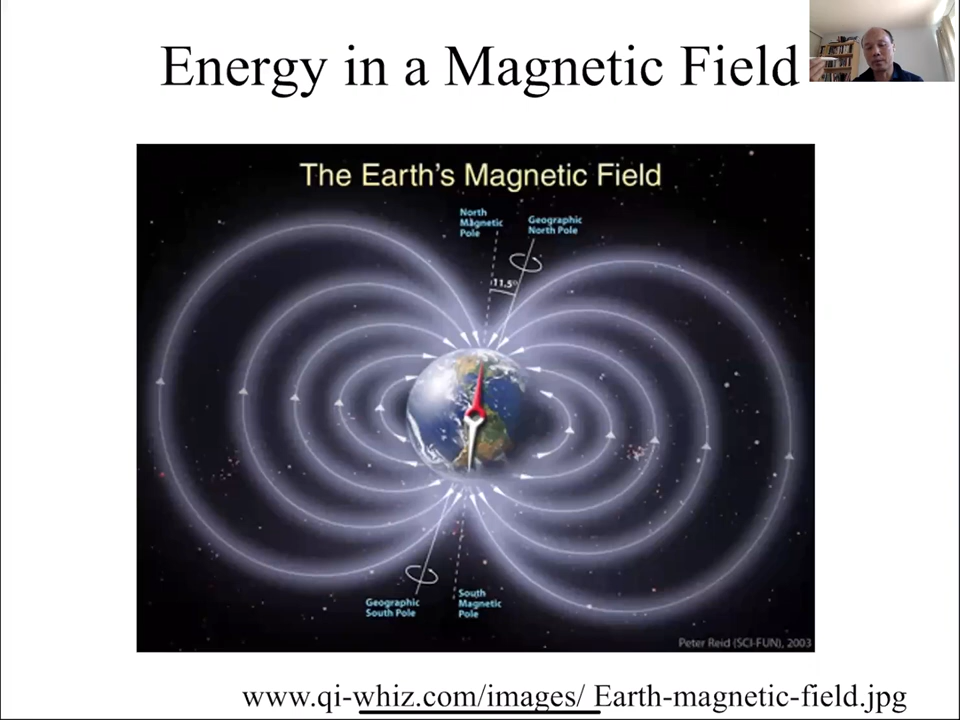 Energy in a Magnetic Field
The Earth's Magnetic Field
North
Magnetic
Pole
Geographic
North Pole
11.5°
Geographic
South Pole
South
Magnetic
Pole
Peter Reid (SCI-FUN), 2003
www.qi-whiz.com/images/ Earth-magnetic-field.jpg